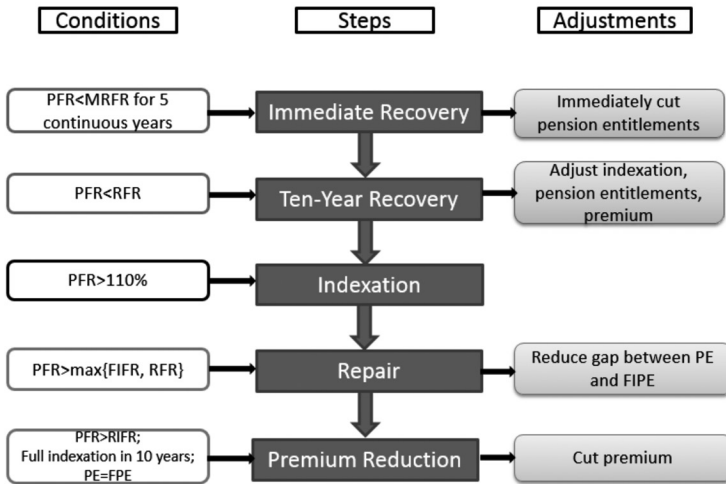 Conditions
Steps
Adjustments
PFR<MRFR for 5
continuous years
Immediate Recovery
Immediately cut
pension entitlements
PFR<RFR
Ten-Year Recovery
Adjust indexation,
pension entitlements,
premium
PFR>110%
Indexation
PFR>max{FIFR, RFR}
Repair
Reduce gap between PE
and FIPE
PFR>RIFR;
Full indexation in 10 years;
PE=FPE
Premium Reduction
Cut premium